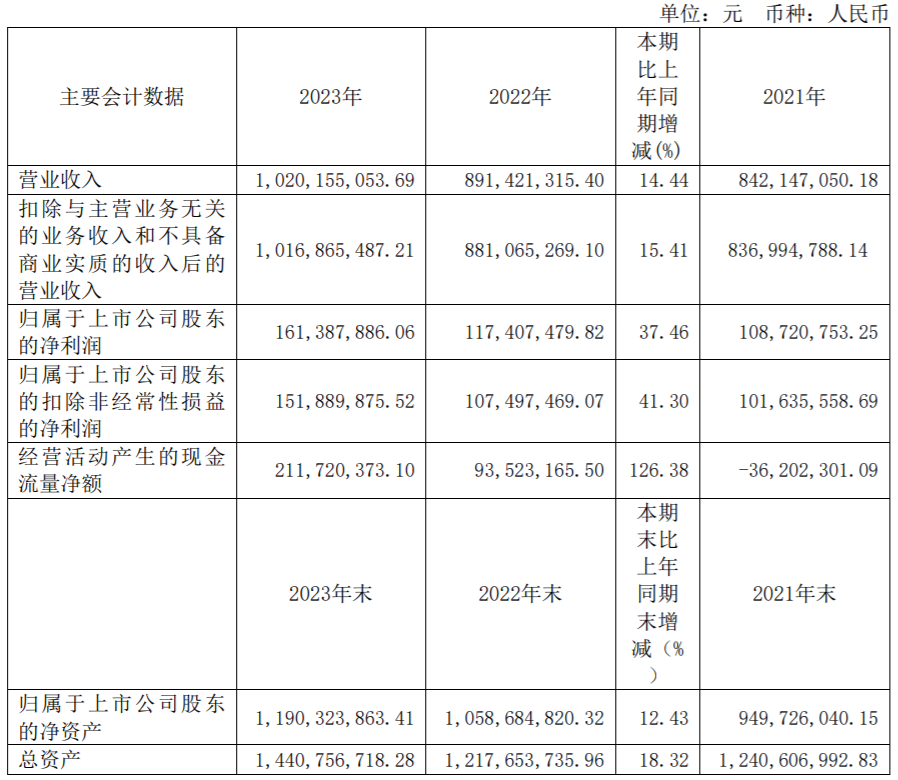 单位：元 币种：人民币
主要会计数据 2023年 2022年 本期比上年同期增减(%) 2021年
营业收入 1,020,155,053.69 891,421,315.40 14.44 842,147,050.18
扣除与主营业务无关的业务收入和不具备商业实质的收入后的营业收入 1,016,865,487.21 881,065,269.10 15.41 836,994,788.14
归属于上市公司股东的净利润 161,387,886.06 117,407,479.82 37.46 108,720,753.25
归属于上市公司股东的扣除非经常性损益的净利润 151,889,875.52 107,497,469.07 41.30 101,635,558.69
经营活动产生的现金流量净额 211,720,373.10 93,523,165.50 126.38 -36,202,301.09
2023年末 2022年末 本期末比上年同期末增减（%） 2021年末
归属于上市公司股东的净资产 1,190,323,863.41 1,058,684,820.32 12.43 949,726,040.15
总资产 1,440,756,718.28 1,217,653,735.96 18.32 1,240,606,992.83